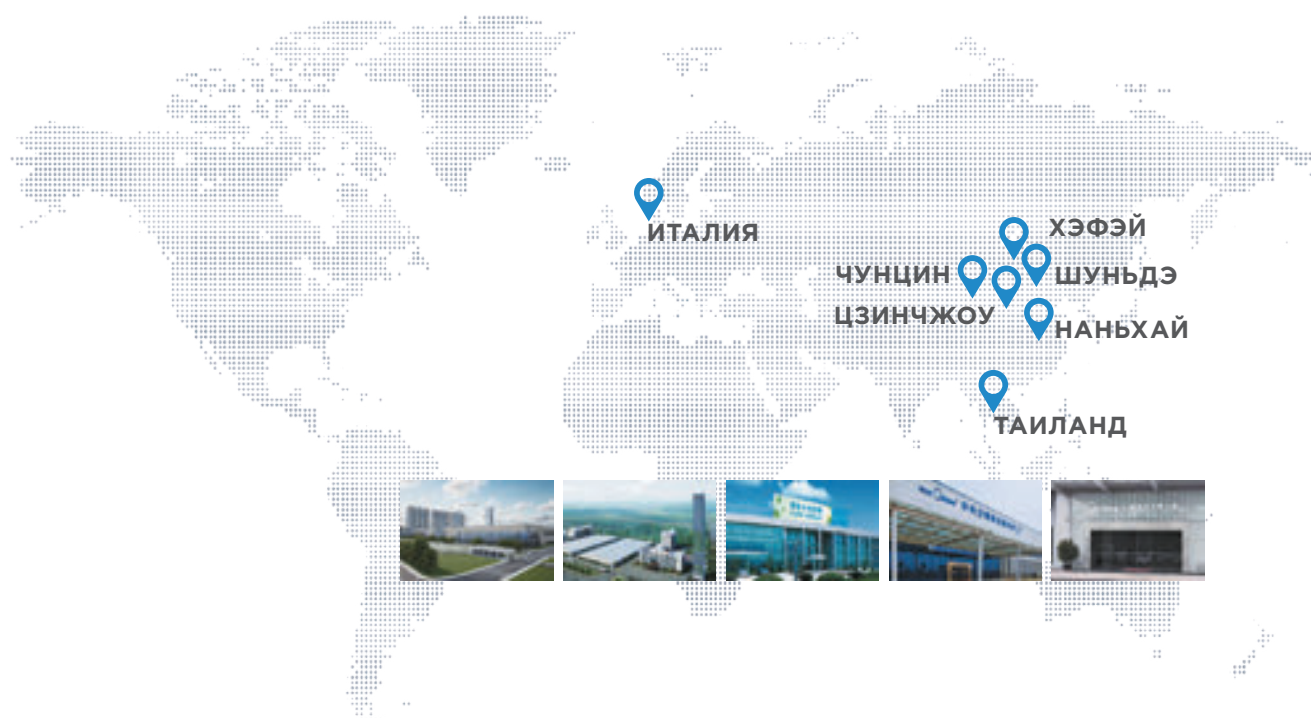 ИТАЛИЯ
ХЭФЭЙ
ЧУНЦИН
ШУНЬДЭ
ЦЗИНЧЖОУ
НАНЬХАЙ
ТАИЛАНД